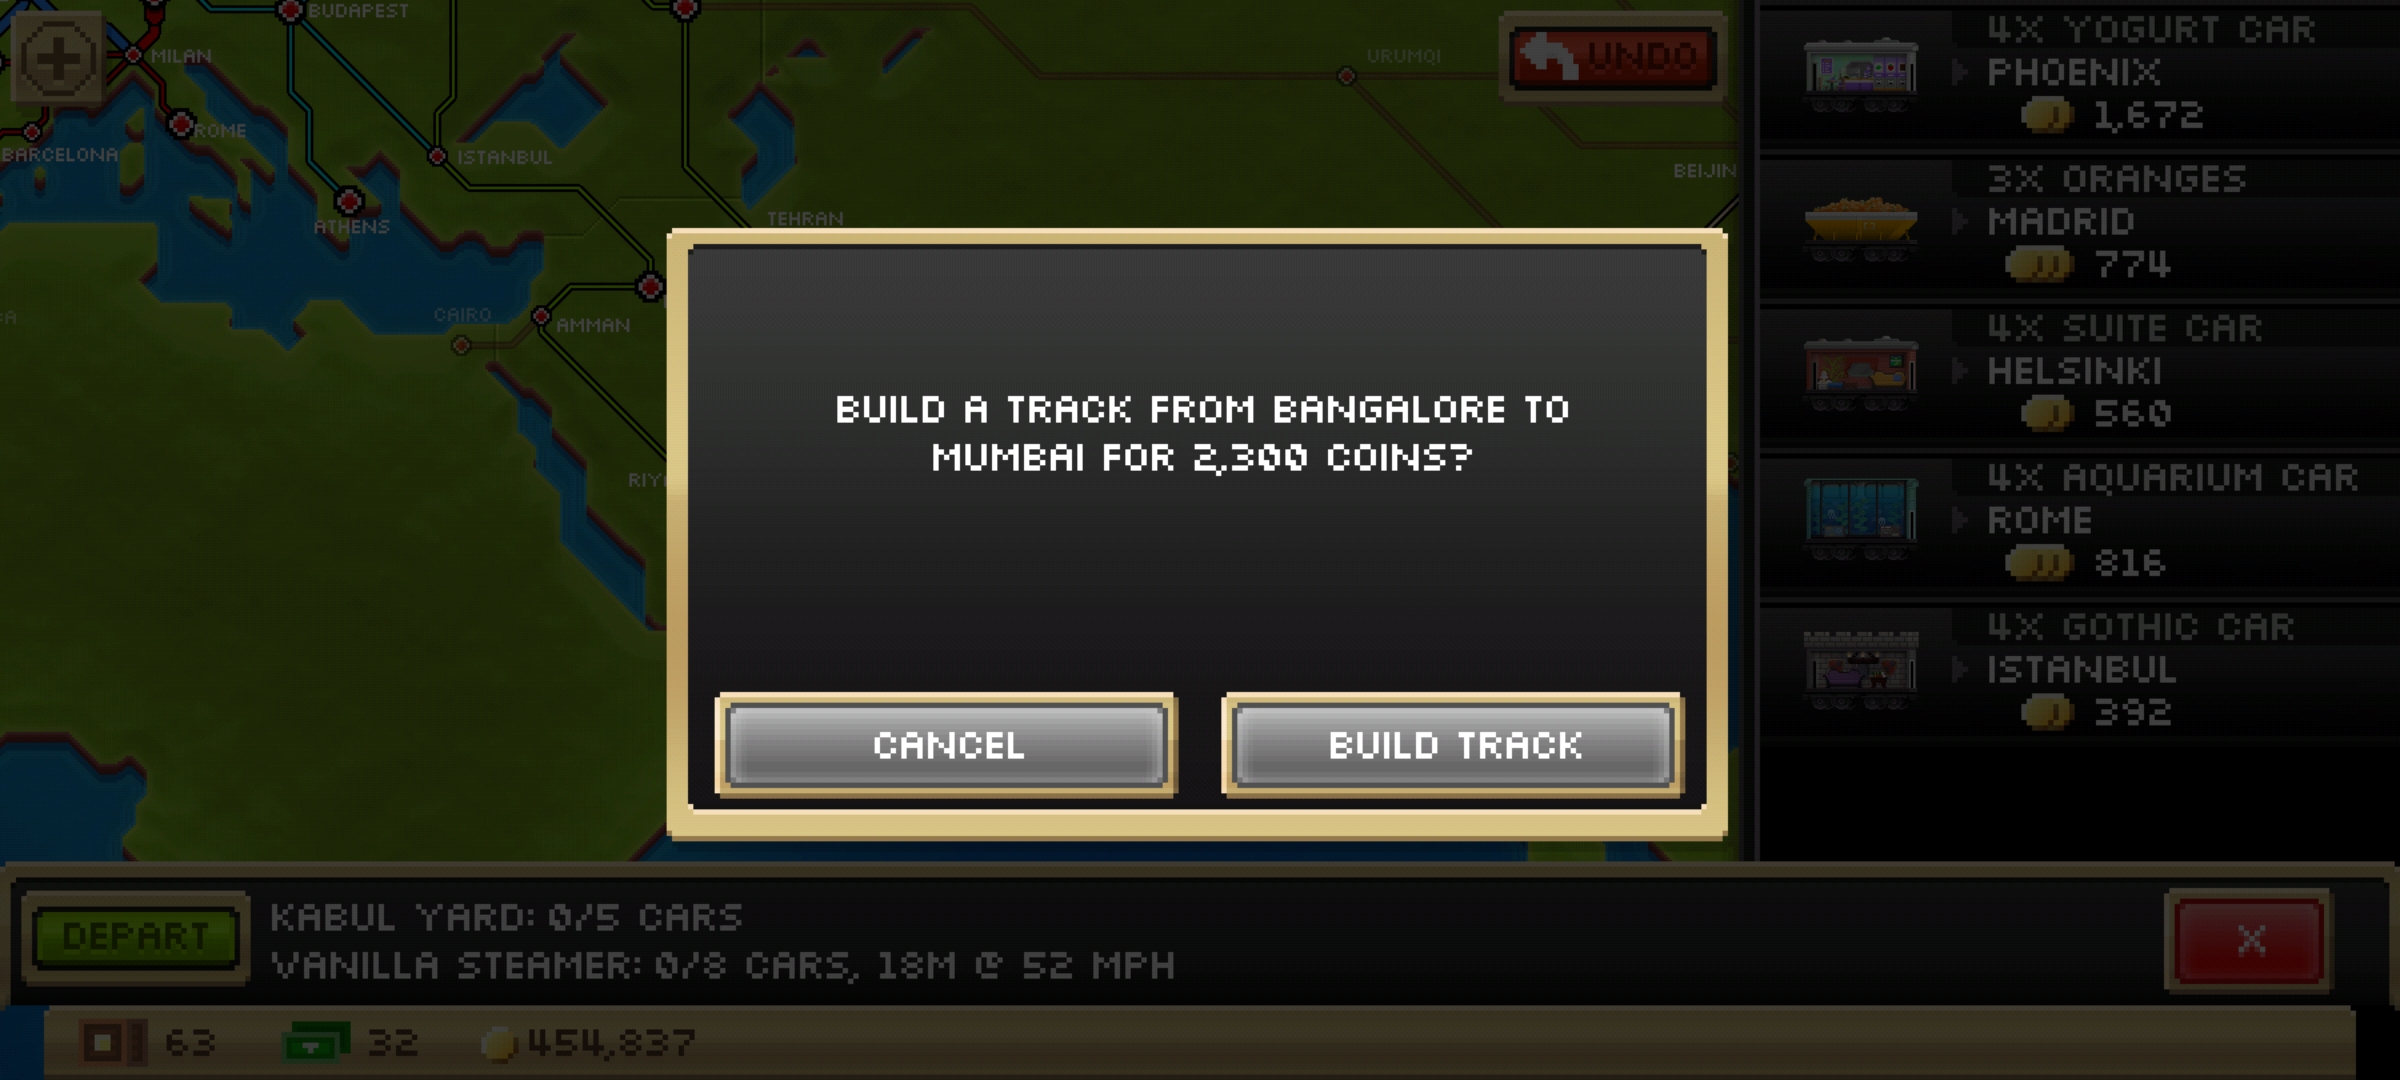 BUDAPEST
MILAN
ROME
BARCELONA
ISTANBUL
ATHENS
TEHRAN
CAIRO
AMMAN
URUMQI
UNDO
BEIJIN
BUILD A TRACK FROM BANGALORE TO
MUMBAI FOR 2,300 COINS?
CANCEL
BUILD TRACK
4X YOGURT CAR
PHOENIX
1,672
3X ORANGES
MADRID
774
4X SUITE CAR
HELSINKI
560
4X AQUARIUM CAR
ROME
816
4X GOTHIC CAR
ISTANBUL
392
DEPART
KABUL YARD: 0/5 CARS
VANILLA STEAMER: 0/8 CARS, 18M @ 52 MPH
X
63
32
454,837